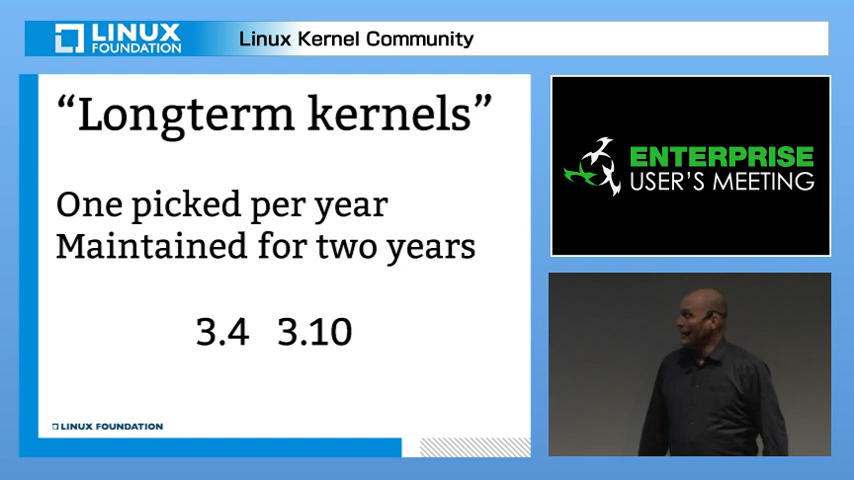 LINUX
FOUNDATION
Linux Kernel Community
“Longterm kernels”
One picked per year
Maintained for two years
3.4 3.10
LINUX FOUNDATION
ENTERPRISE
USER'S MEETING